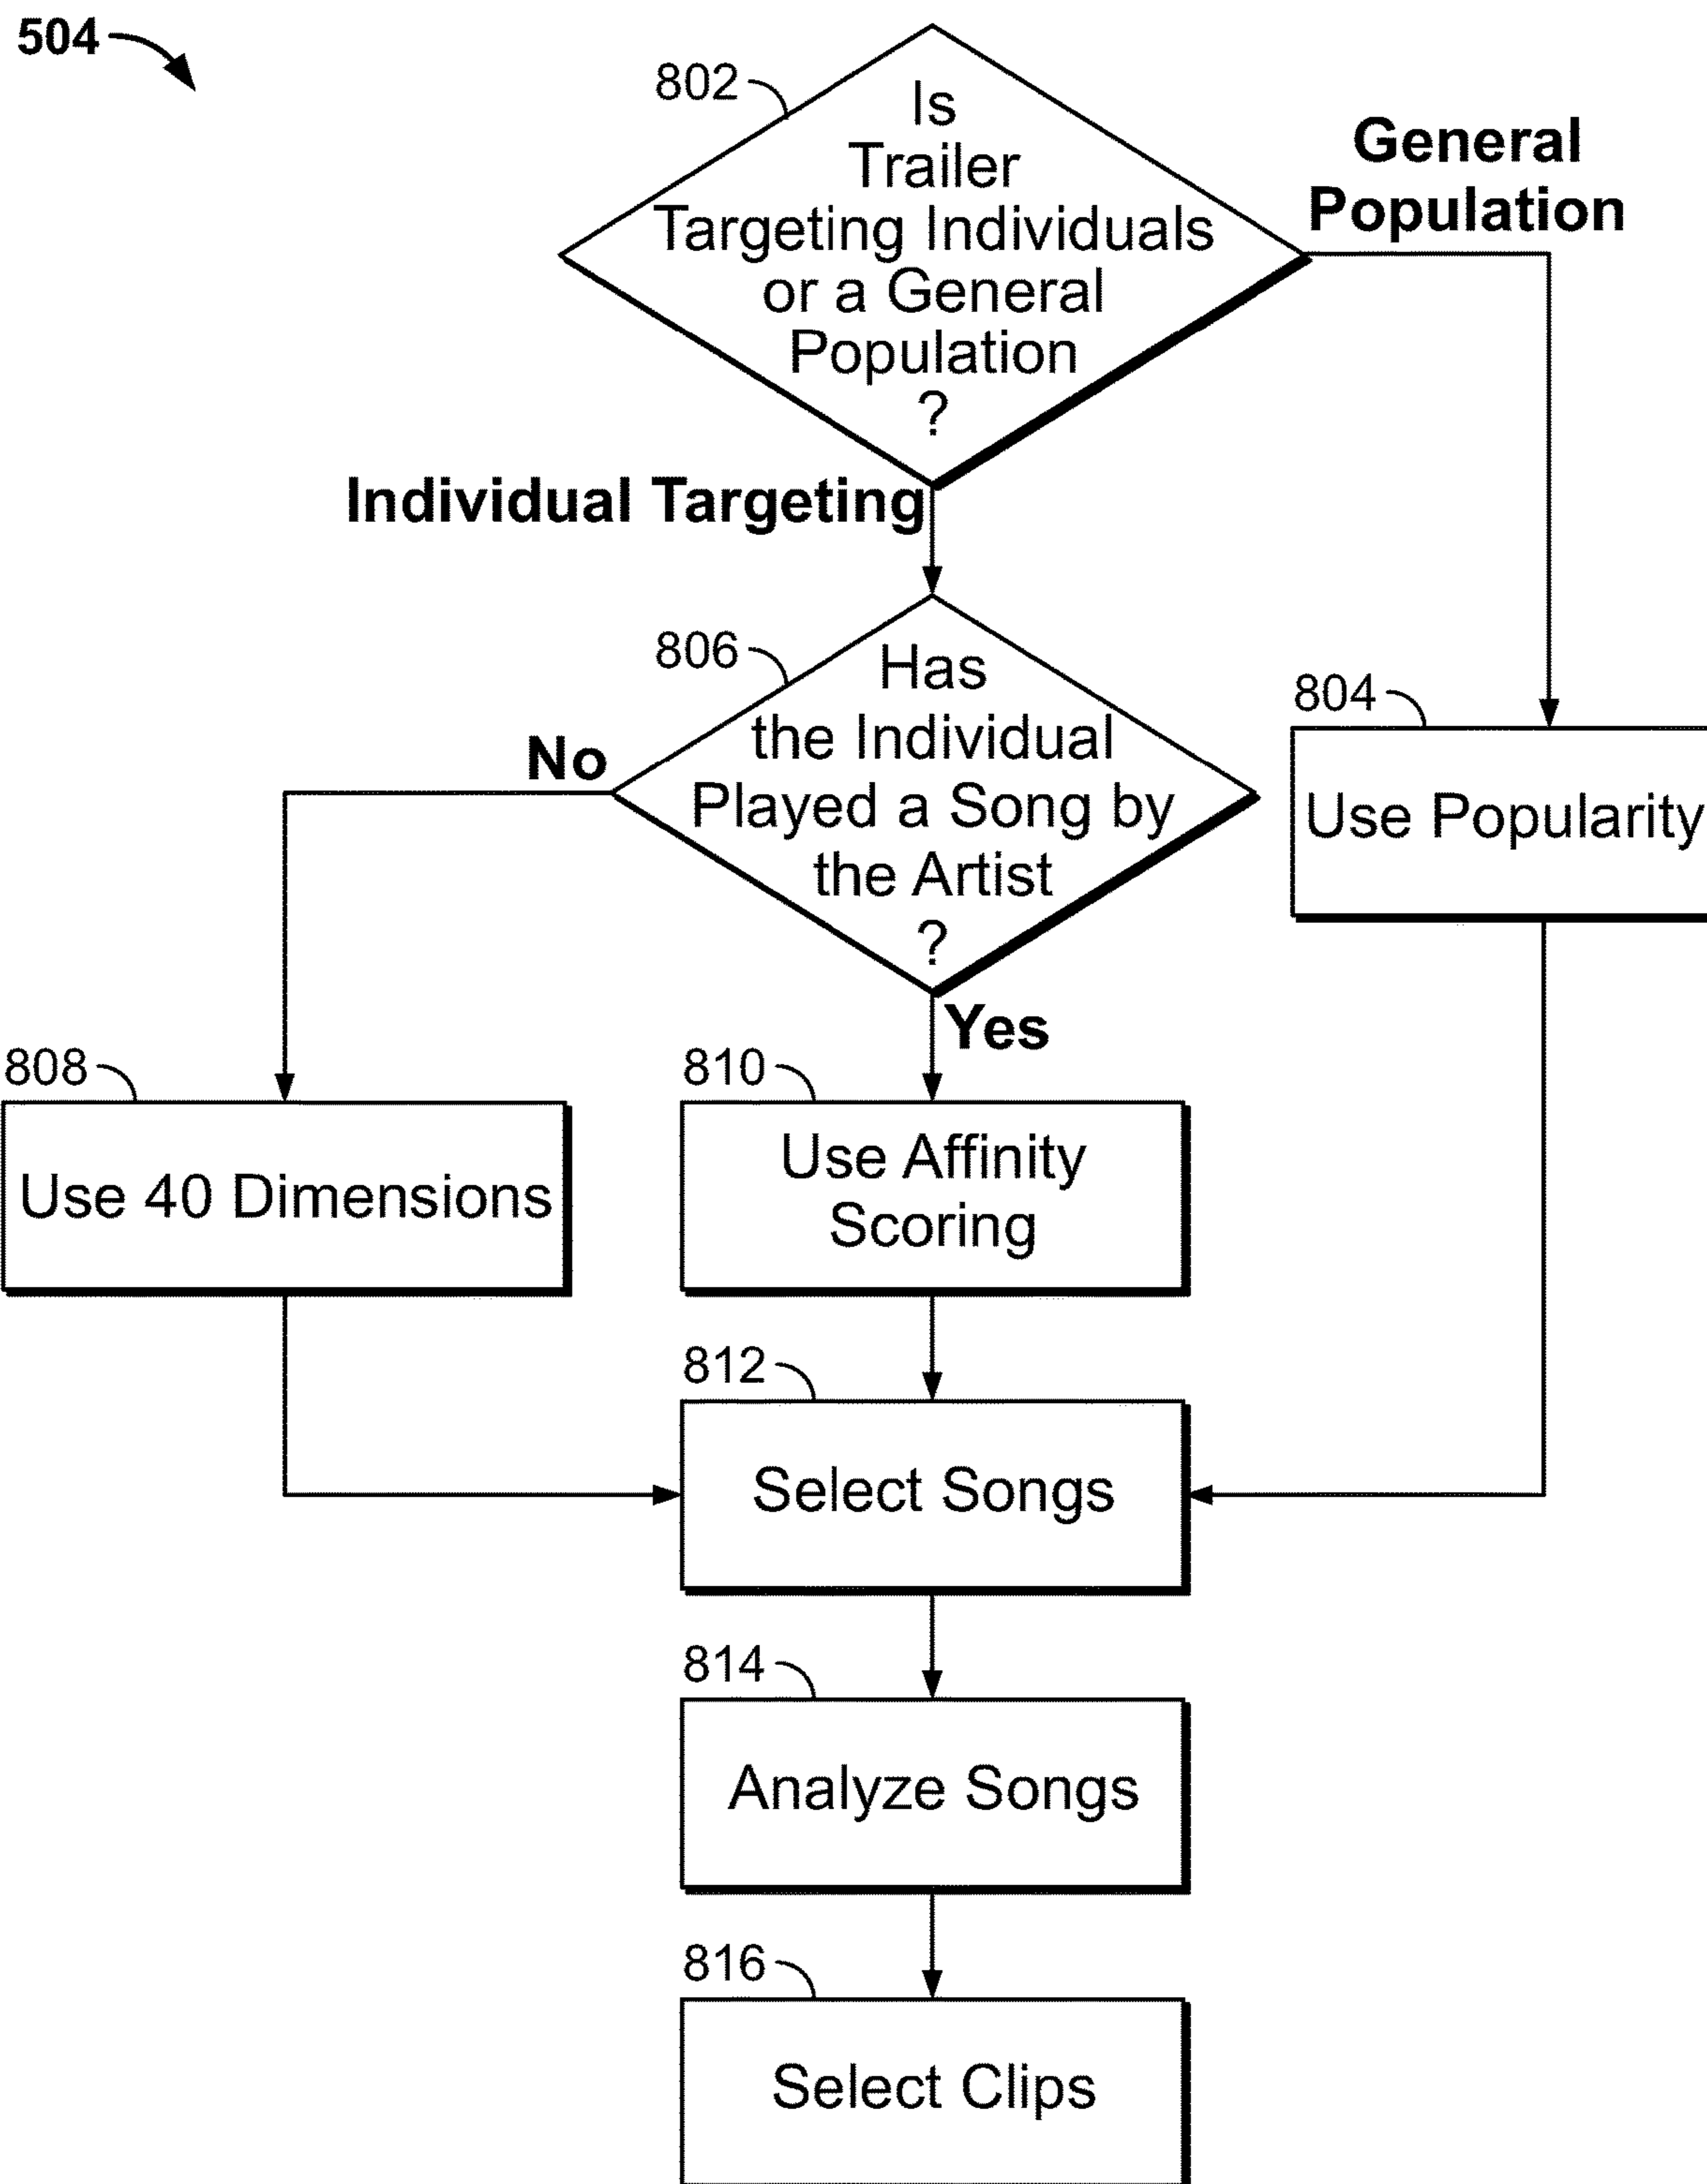 504
802
Is
Trailer
Targeting Individuals
or a General
Population
?
General
Population
Individual Targeting
806
Has
the Individual
Played a Song by
the Artist
?
No
Yes
804
Use Popularity
808
Use 40 Dimensions
810
Use Affinity
Scoring
812
Select Songs
814
Analyze Songs
816
Select Clips